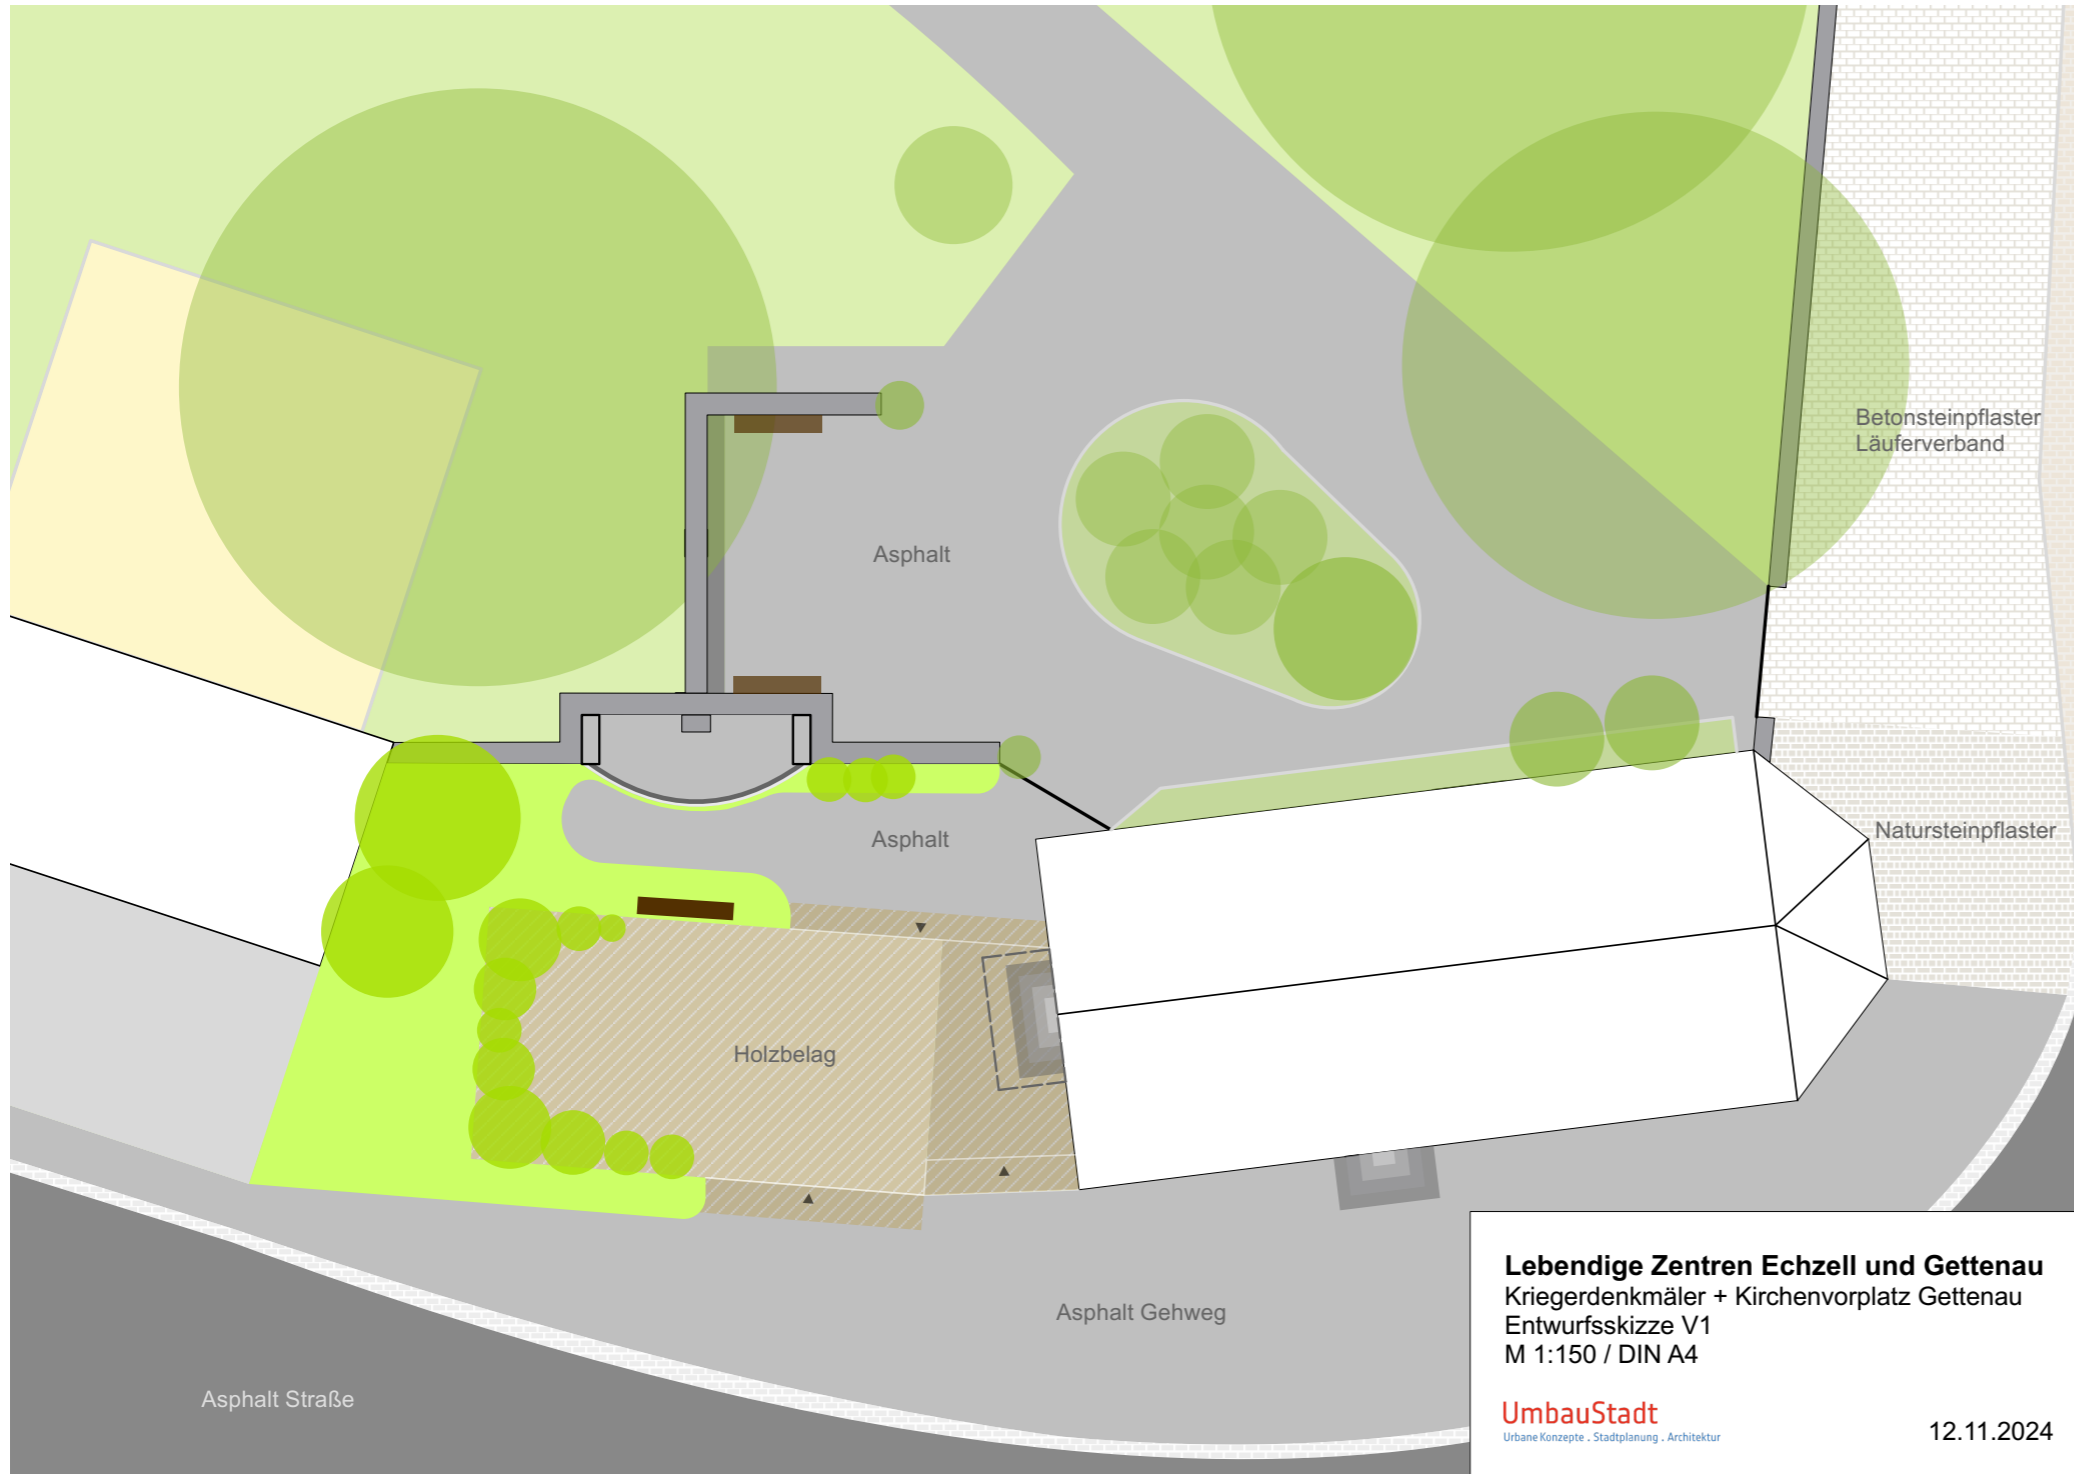 Betonsteinpflaster
Läuferverband
Asphalt
Asphalt
Natursteinpflaster
Holzbelag
Asphalt Gehweg
Asphalt Straße
Lebendige Zentren Echzell und Gettenau
Kriegerdenkmäler + Kirchenvorplatz Gettenau
Entwurfsskizze V1
M 1:150 / DIN A4
UmbauStadt
Urbane Konzepte . Stadtplanung . Architektur
12.11.2024